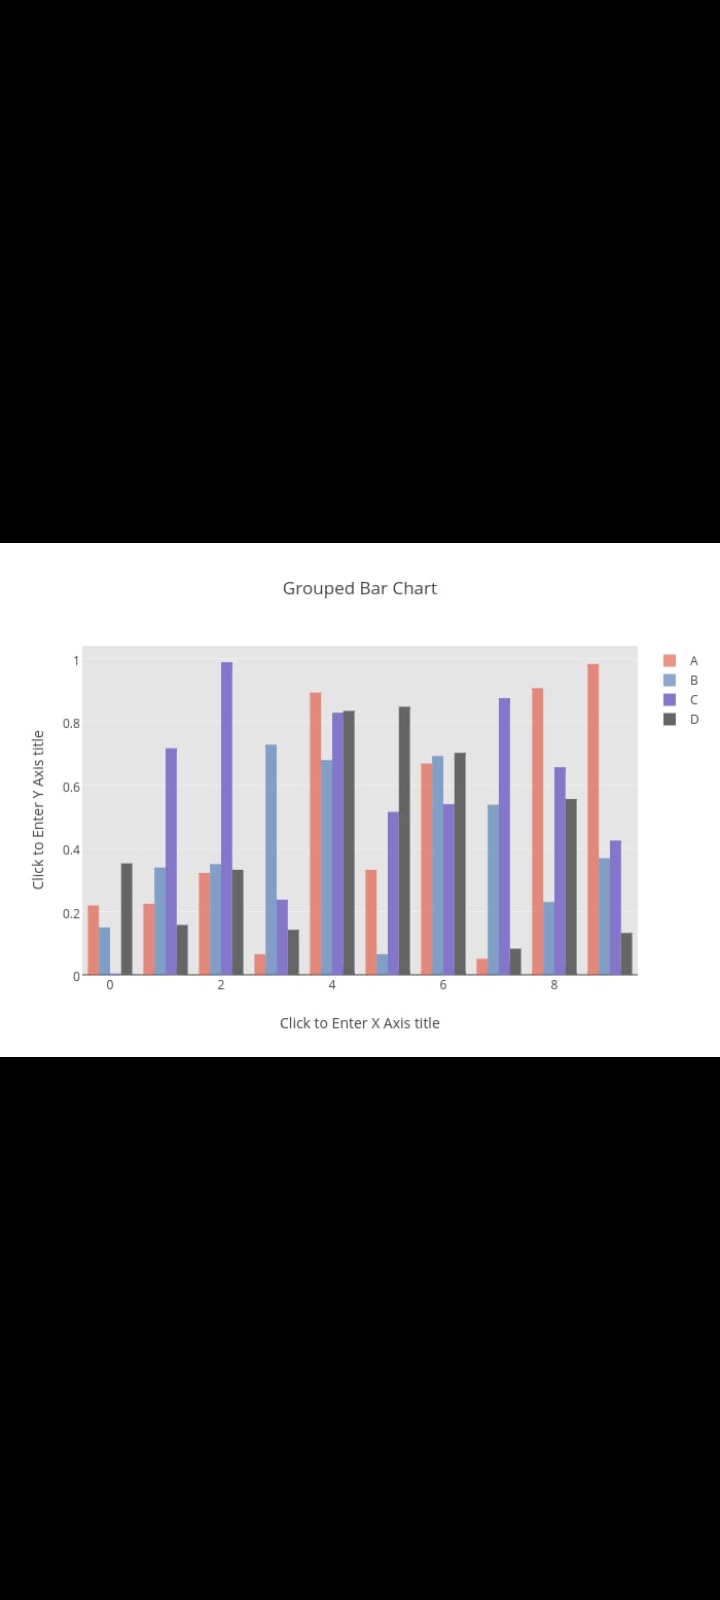 Grouped Bar Chart
1
0.8
0.6
0.4
0.2
0
Click to Enter Y Axis title
0 2 4 6 8
Click to Enter X Axis title
A
B
C
D